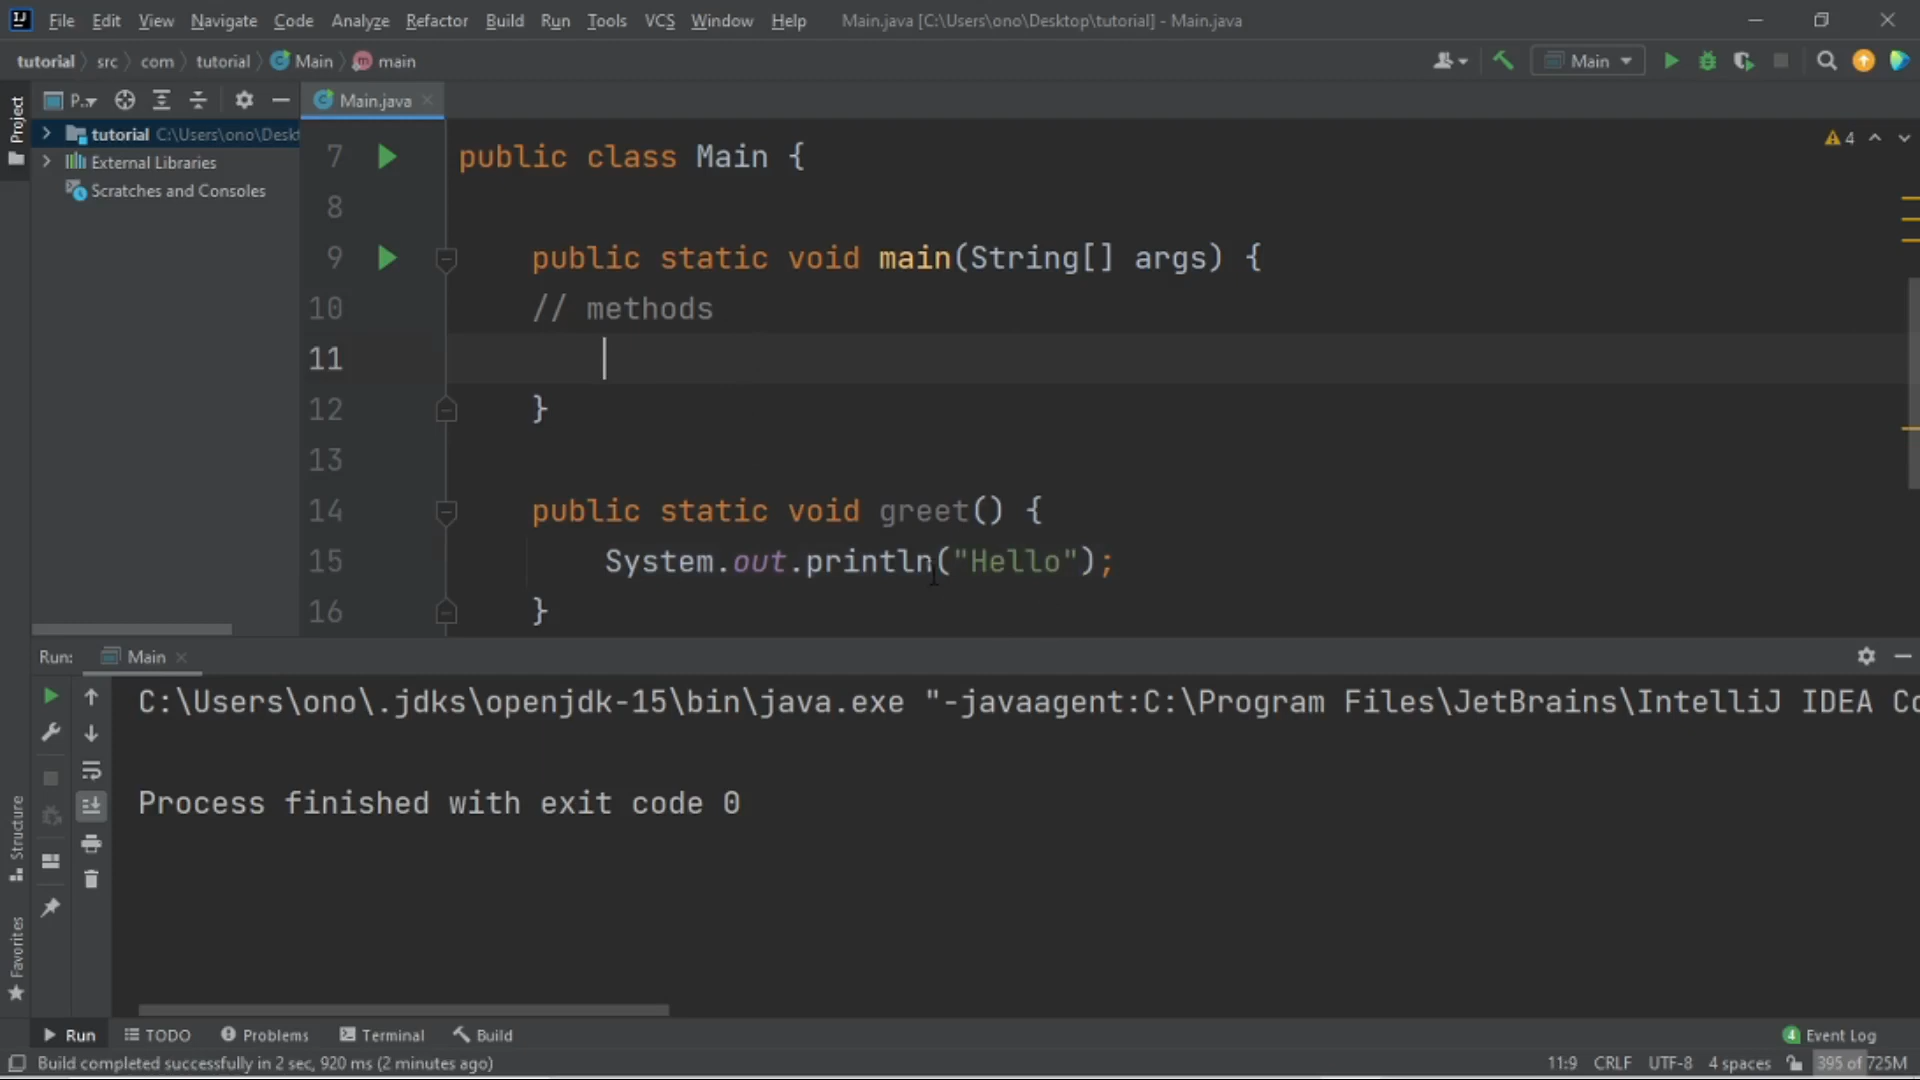 File Edit View Navigate Code Analyze Refactor Build Run Tools VCS Window Help Main.java [C:\Users\ono\Desktop\tutorial] - Main.java
tutorial src com tutorial Main main
Main
Project
P..
Main.java
tutorial C:\Users\ono\Deskt
External Libraries
Scratches and Consoles
4
7 public class Main {
8
9 public static void main(String[] args) {
10 // methods
11
12 }
13
14 public static void greet() {
15 System.out.println("Hello");
16 }
Run: Main
C:\Users\ono\.jdks\openjdk-15\bin\java.exe "-javaagent:C:\Program Files\JetBrains\IntelliJ IDEA Co
Process finished with exit code 0
Structure
Favorites
Run TODO Problems Terminal Build
4 Event Log
Build completed successfully in 2 sec, 920 ms (2 minutes ago)
11:9 CRLF UTF-8 4 spaces 395 of 725M